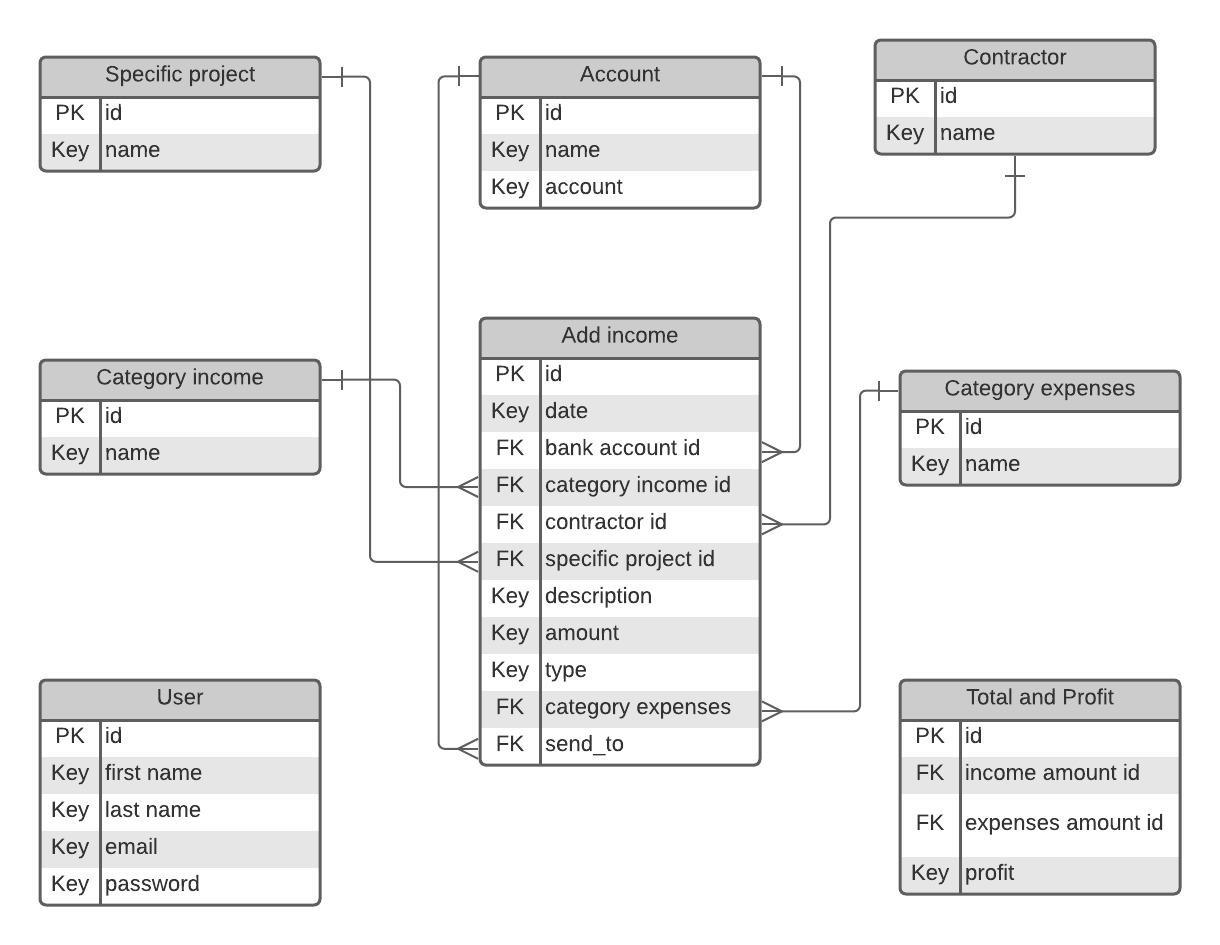 Specific project
PK id
Key name
Account
PK id
Key name
Key account
Contractor
PK id
Key name
Category income
PK id
Key name
Add income
PK id
Key date
FK bank account id
FK category income id
FK contractor id
FK specific project id
Key description
Key amount
Key type
FK category expenses
FK send_to
Category expenses
PK id
Key name
User
PK id
Key first name
Key last name
Key email
Key password
Total and Profit
PK id
FK income amount id
FK expenses amount id
Key profit